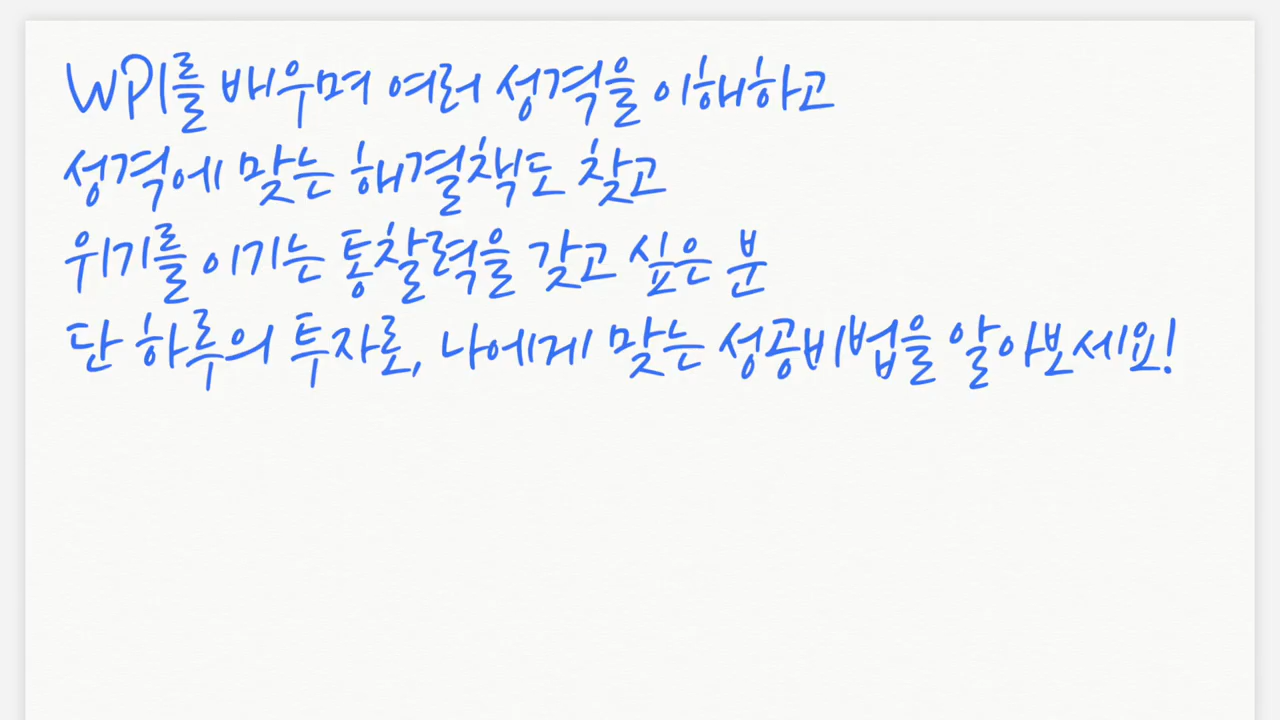 WPI를 배우며 여러 성격을 이해하고
성격에 맞는 해결책도 찾고
위기를 이기는 통찰력을 갖고 싶은 분
단 하루의 투자로, 나에게 맞는 성공비법을 알아보세요!